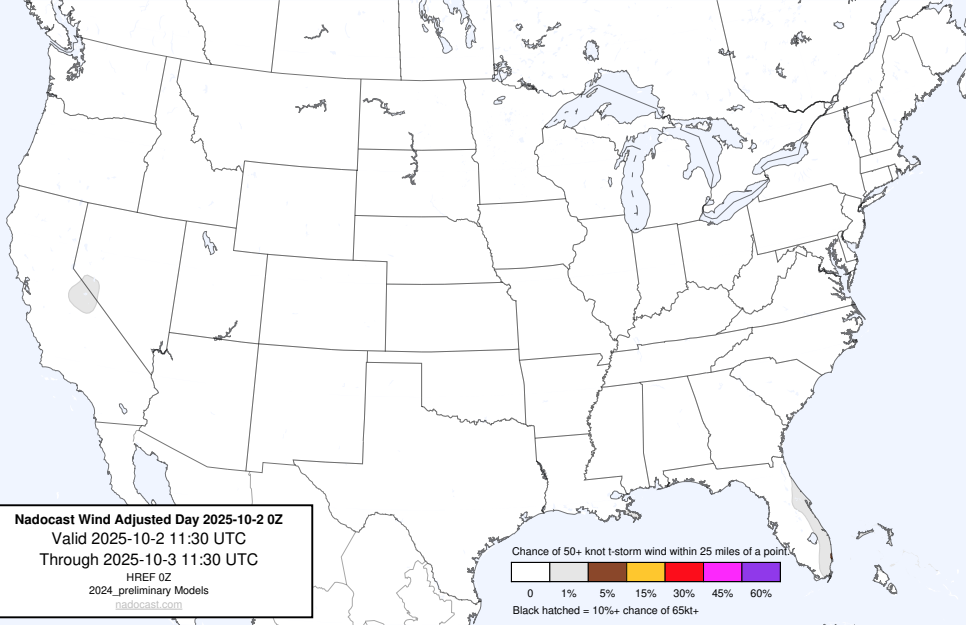 Nadocast Wind Adjusted Day 2025-10-2 0Z
Valid 2025-10-2 11:30 UTC
Through 2025-10-3 11:30 UTC
HREF 0Z
2024_preliminary Models
nadocast.com
Chance of 50+ knot t-storm wind within 25 miles of a point.
0 1% 5% 15% 30% 45% 60%
Black hatched = 10%+ chance of 65kt+